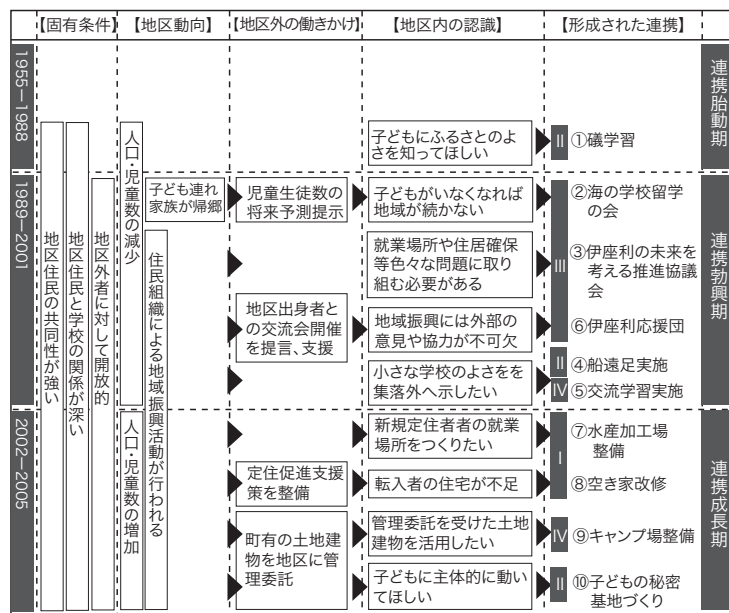 【固有条件】
【地区動向】
【地区外の働きかけ】
【地区内の認識】
【形成された連携】
1955－1988
1989－2001
2002－2005
地区住民の共同性が強い
地区住民と学校の関係が深い
地区外者に対して開放的
人口・児童数の減少
人口・児童数の増加
子ども連れ
家族が帰郷
住民組織による地域振興活動が行われる
児童生徒数の
将来予測提示
地区出身者と
の交流会開催
を提言、支援
定住促進支援
策を整備
町有の土地建
物を地区に管
理委託
子どもにふるさとのよ
さを知ってほしい
子どもがいなくなれば
地域が続かない
就業場所や住居確保
等色々な問題に取り
組む必要がある
地域振興には外部の
意見や協力が不可欠
小さな学校のよさをを
集落外へ示したい
新規定住者者の就業
場所をつくりたい
転入者の住宅が不足
管理委託を受けた土地
建物を活用したい
子どもに主体的に動い
てほしい
Ⅱ ①磯学習
Ⅲ
②海の学校留学
の会
③伊座利の未来を
考える推進協議
会
⑥伊座利応援団
Ⅱ ④船遠足実施
Ⅳ ⑤交流学習実施
Ⅰ
⑦水産加工場
整備
⑧空き家改修
Ⅳ ⑨キャンプ場整備
Ⅱ ⑩子どもの秘密
基地づくり
連携胎動期
連携勃興期
連携成長期